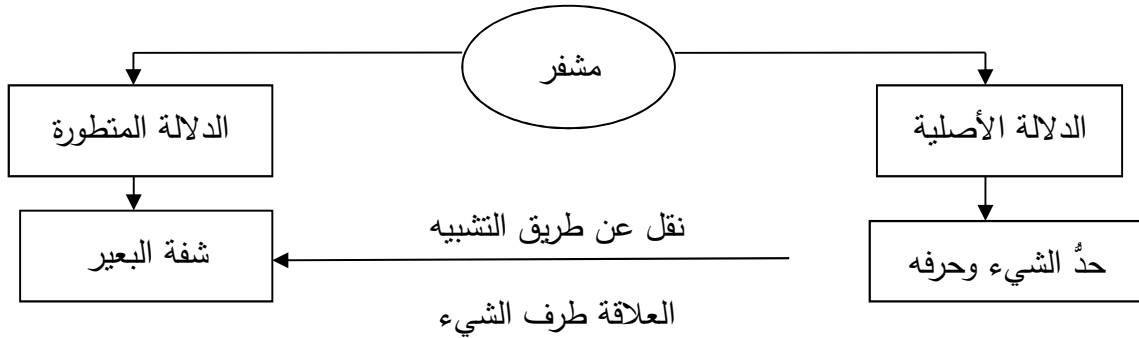 مشفر
الدلالة الأصلية
الدلالة المتطورة
حدُّ الشيء وحرفه
نقل عن طريق التشبيه
العلاقة طرف الشيء
شفة البعير